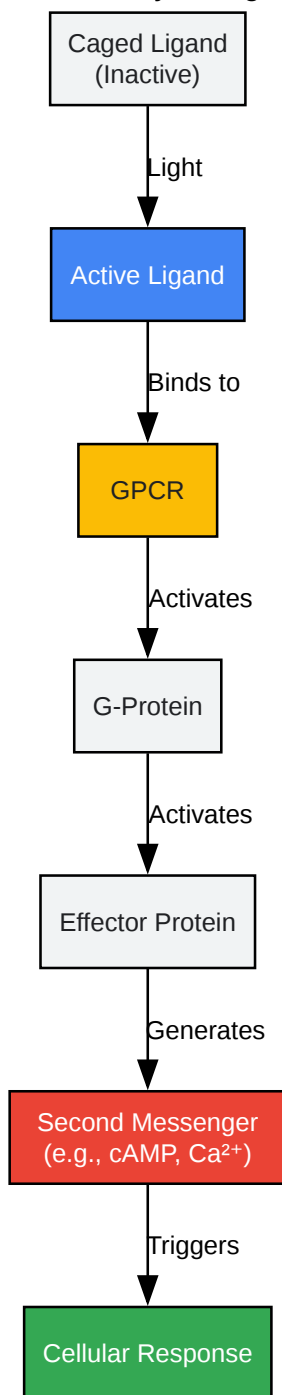 Caged Ligand
(Inactive)
Light
Active Ligand
Binds to
GPCR
Activates
G-Protein
Activates
Effector Protein
Generates
Second Messenger
(e.g., cAMP, Ca²⁺)
Triggers
Cellular Response